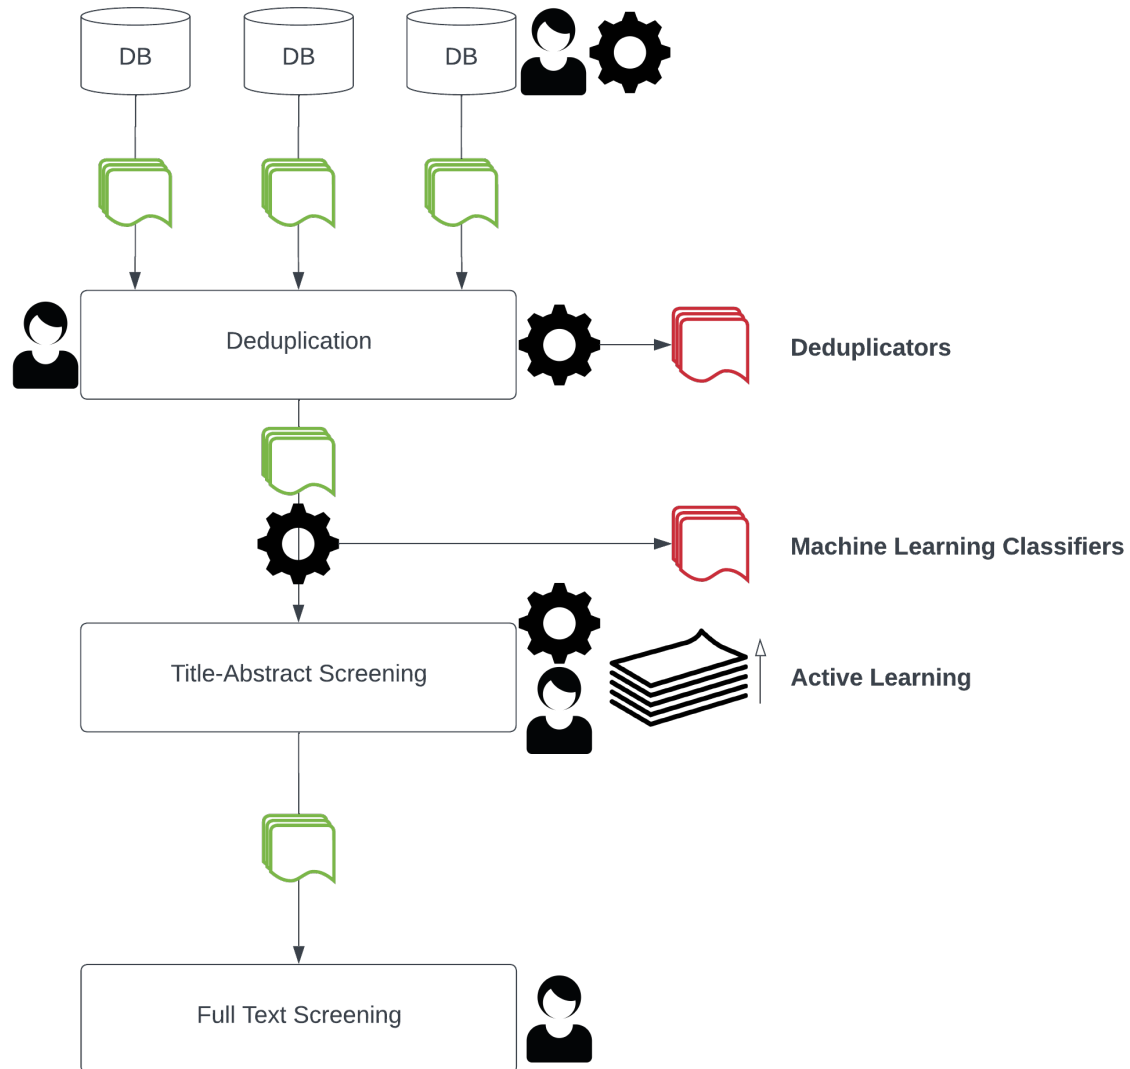 DB
DB
DB
Deduplication
Deduplicators
Machine Learning Classifiers
Title-Abstract Screening
Active Learning
Full Text Screening